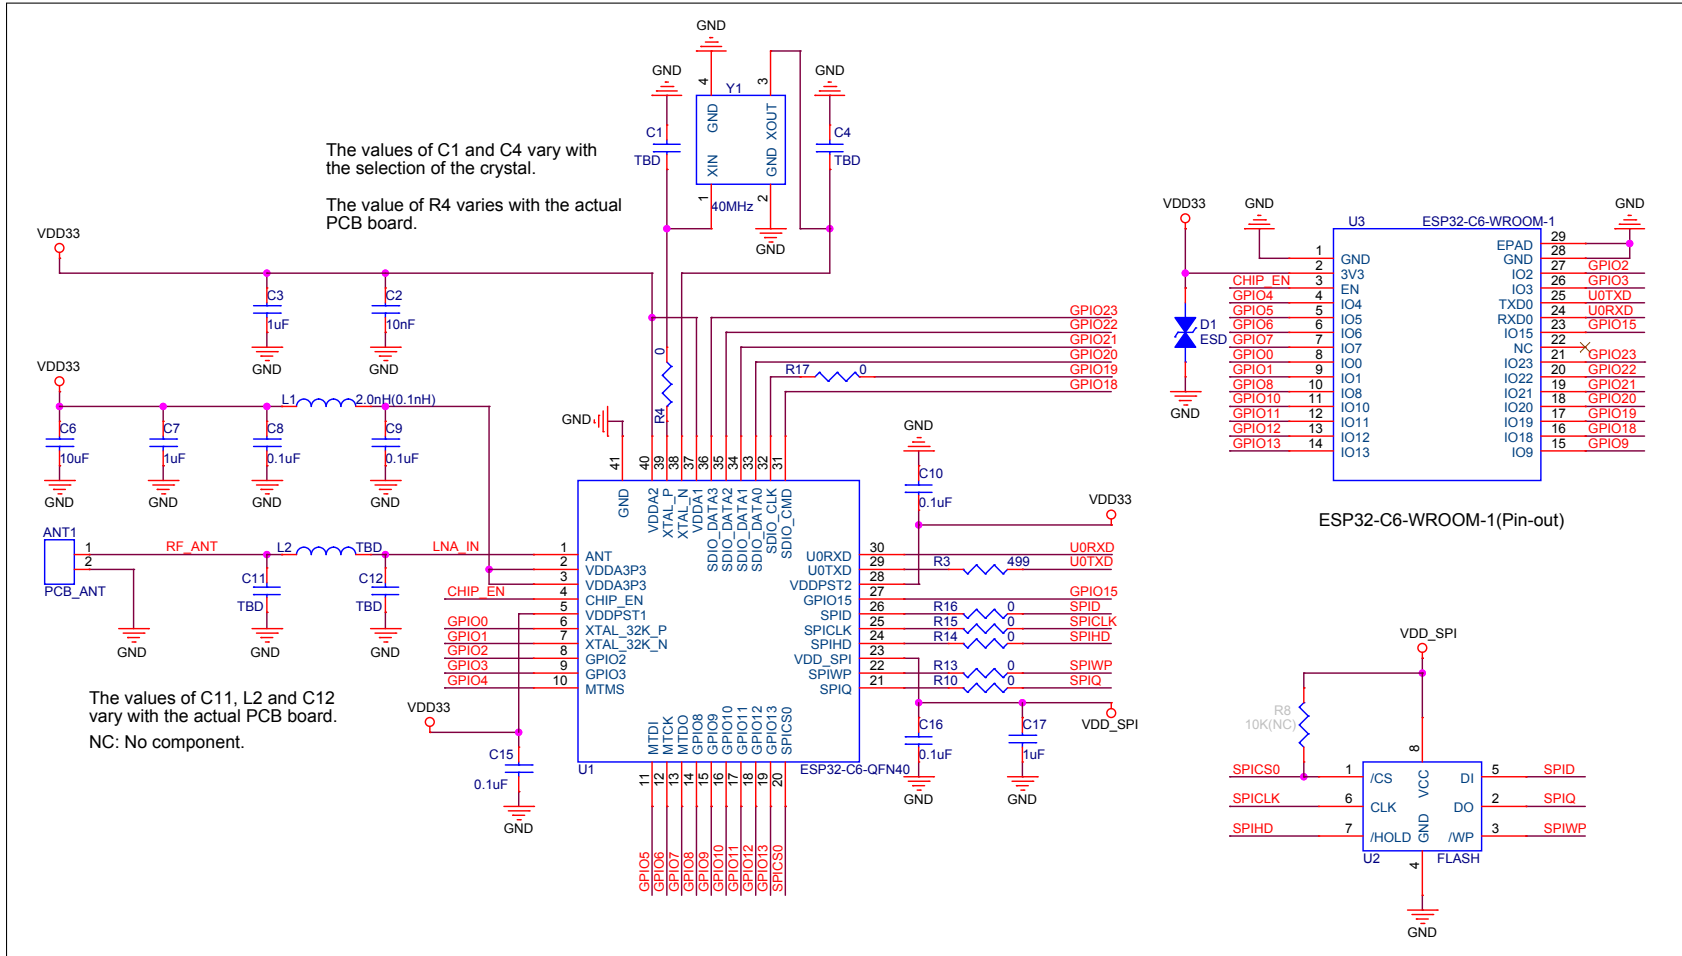 GND
GND
GND
4
3
Y1
GND
XOUT
XIN
GND
1
2
40MHz
GND
C1
TBD
C4
TBD
The values of C1 and C4 vary with
the selection of the crystal.
The value of R4 varies with the actual
PCB board.
VDD33
C3
1uF
GND
C2
10nF
GND
VDD33
L1
2.0nH(0.1nH)
C6
10uF
GND
C7
1uF
GND
C8
0.1uF
GND
C9
0.1uF
GND
ANT1
1
2
PCB_ANT
RF_ANT
L2
TBD
LNA_IN
C11
TBD
C12
TBD
GND
GND
GND
The values of C11, L2 and C12
vary with the actual PCB board.
NC: No component.
R4
0
R17
0
GPIO23
GPIO22
GPIO21
GPIO20
GPIO19
GPIO18
GND
41
40
39
38
37
36
35
34
33
32
31
GND
VDDA2
XTAL_P
XTAL_N
VDDA1
SDIO_DATA3
SDIO_DATA2
SDIO_DATA1
SDIO_DATA0
SDIO_CLK
SDIO_CMD
1 ANT
2 VDDA3P3
3 VDDA3P3
CHIP_EN 4 CHIP_EN
5 VDDPST1
GPIO0 6 XTAL_32K_P
GPIO1 7 XTAL_32K_N
GPIO2 8 GPIO2
GPIO3 9 GPIO3
GPIO4 10 MTMS
VDD33
C15
0.1uF
GND
MTDI
MTCK
MTDO
GPIO8
GPIO9
GPIO10
GPIO11
GPIO12
GPIO13
SPICS0
U1
ESP32-C6-QFN40
11
12
13
14
15
16
17
18
19
20
GPIO5
GPIO6
GPIO7
GPIO8
GPIO9
GPIO10
GPIO11
GPIO12
GPIO13
SPICS0
GND
C10
0.1uF
VDD33
U0RXD 30 U0RXD
U0TXD 29 R3 499 U0TXD
VDDPST2 28
GPIO15 27 GPIO15
SPID 26 R16 0 SPID
SPICLK 25 R15 0 SPICLK
SPIHD 24 R14 0 SPIHD
VDD_SPI 23
SPIWP 22 R13 0 SPIWP
SPIQ 21 R10 0 SPIQ
VDD_SPI
C16
0.1uF
GND
C17
1uF
GND
VDD33
GND
GND
U3
ESP32-C6-WROOM-1
D1
ESD
GND
1 GND
2 3V3
CHIP_EN 3 EN
GPIO4 4 IO4
GPIO5 5 IO5
GPIO6 6 IO6
GPIO7 7 IO7
GPIO0 8 IO0
GPIO1 9 IO1
GPIO8 10 IO8
GPIO10 11 IO10
GPIO11 12 IO11
GPIO12 13 IO12
GPIO13 14 IO13
EPAD 29
GND 28
IO2 27 GPIO2
IO3 26 GPIO3
TXD0 25 U0TXD
RXD0 24 U0RXD
IO15 23 GPIO15
NC 22
IO23 21 GPIO23
IO22 20 GPIO22
IO21 19 GPIO21
IO20 18 GPIO20
IO19 17 GPIO19
IO18 16 GPIO18
IO9 15 GPIO9
ESP32-C6-WROOM-1(Pin-out)
VDD_SPI
R8
10K(NC)
8
SPICS0 1 /CS
SPICLK 6 CLK
SPIHD 7 /HOLD
VCC
GND
DI 5 SPID
DO 2 SPIQ
/WP 3 SPIWP
U2
FLASH
4
GND